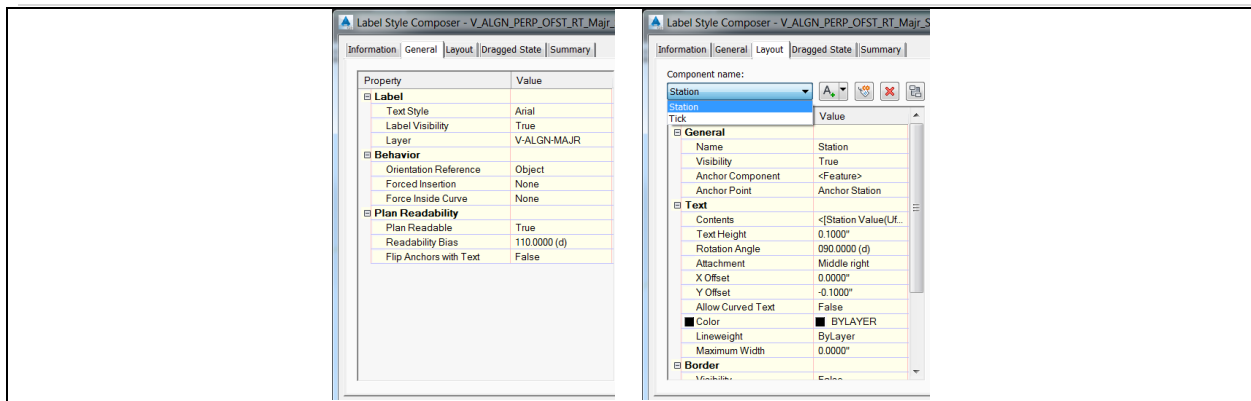 Label Style Composer - V_ALGN_PERP_OFST_RT_Majr_
Information General Layout Dragged State Summary
Property Value
Label
Text Style Arial
Label Visibility True
Layer V-ALGN-MAJR
Behavior
Orientation Reference Object
Forced Insertion None
Force Inside Curve None
Plan Readability
Plan Readable True
Readability Bias 110.0000 (d)
Flip Anchors with Text False
Label Style Composer - V_ALGN_PERP_OFST_RT_Majr_S
Information General Layout Dragged State Summary
Component name:
Station
Station
Tick
Value
General
Name Station
Visibility True
Anchor Component <Feature>
Anchor Point Anchor Station
Text
Contents <[Station Value(Uf...
Text Height 0.1000"
Rotation Angle 090.0000 (d)
Attachment Middle right
X Offset 0.0000"
Y Offset -0.1000"
Allow Curved Text False
Color BYLAYER
Lineweight ByLayer
Maximum Width 0.0000"
Border
Visibility False